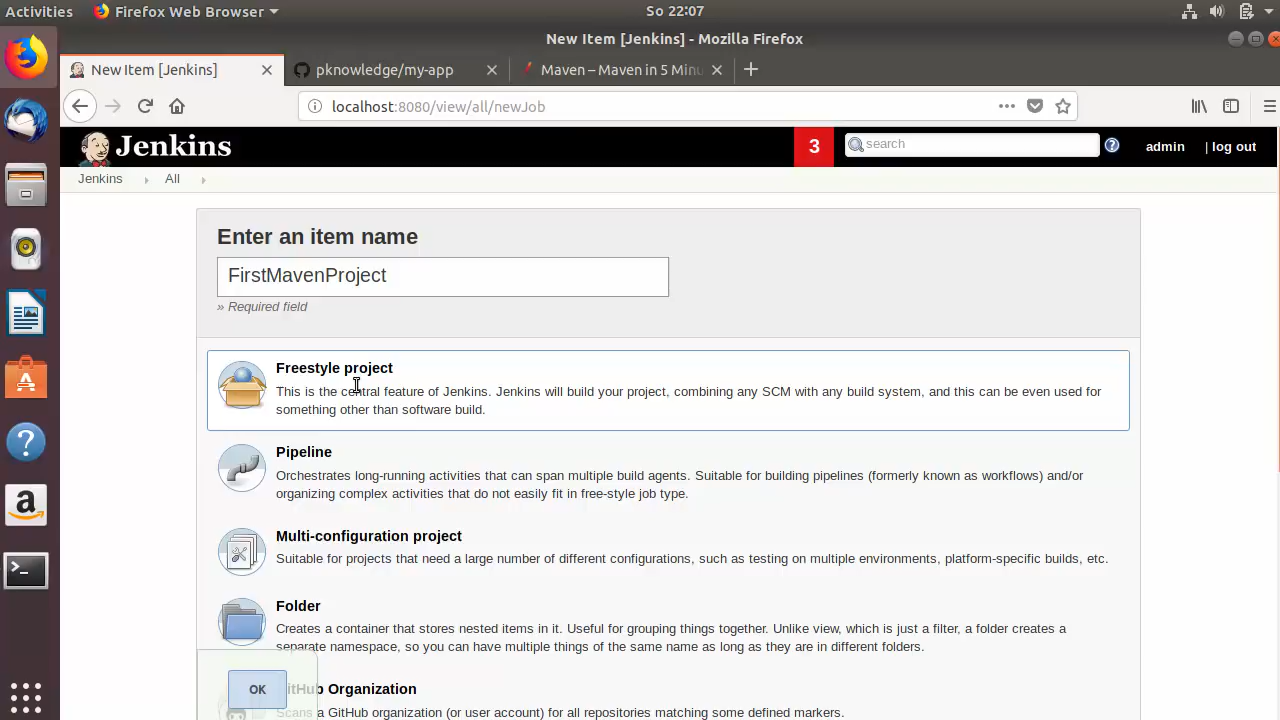 Activities Firefox Web Browser So 22:07
New Item [Jenkins] - Mozilla Firefox
New Item [Jenkins] pknowledge/my-app Maven – Maven in 5 Minu
localhost:8080/view/all/newJob
Jenkins 3 search admin | log out
Jenkins All
Enter an item name
FirstMavenProject
» Required field
Freestyle project
This is the central feature of Jenkins. Jenkins will build your project, combining any SCM with any build system, and this can be even used for
something other than software build.
Pipeline
Orchestrates long-running activities that can span multiple build agents. Suitable for building pipelines (formerly known as workflows) and/or
organizing complex activities that do not easily fit in free-style job type.
Multi-configuration project
Suitable for projects that need a large number of different configurations, such as testing on multiple environments, platform-specific builds, etc.
Folder
Creates a container that stores nested items in it. Useful for grouping things together. Unlike view, which is just a filter, a folder creates a
separate namespace, so you can have multiple things of the same name as long as they are in different folders.
OK
GitHub Organization
Scans a GitHub organization (or user account) for all repositories matching some defined markers.